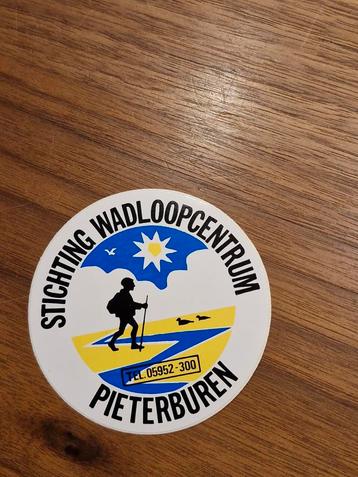 STICHTING WADLOOPCENTRUM
TEL. 05952-300
PIETERBUREN